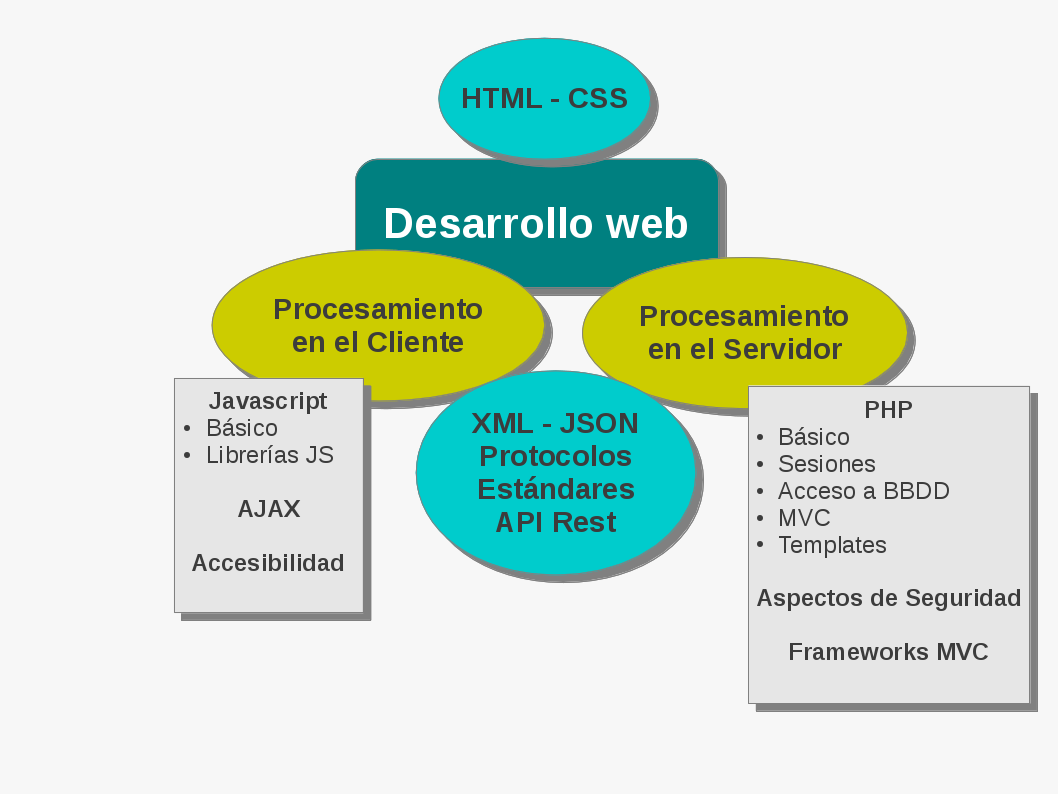 HTML - CSS
Desarrollo web
Procesamiento
en el Cliente
Procesamiento
en el Servidor
Javascript
• Básico
• Librerías JS
AJAX
Accesibilidad
XML - JSON
Protocolos
Estándares
API Rest
PHP
• Básico
• Sesiones
• Acceso a BBDD
• MVC
• Templates
Aspectos de Seguridad
Frameworks MVC